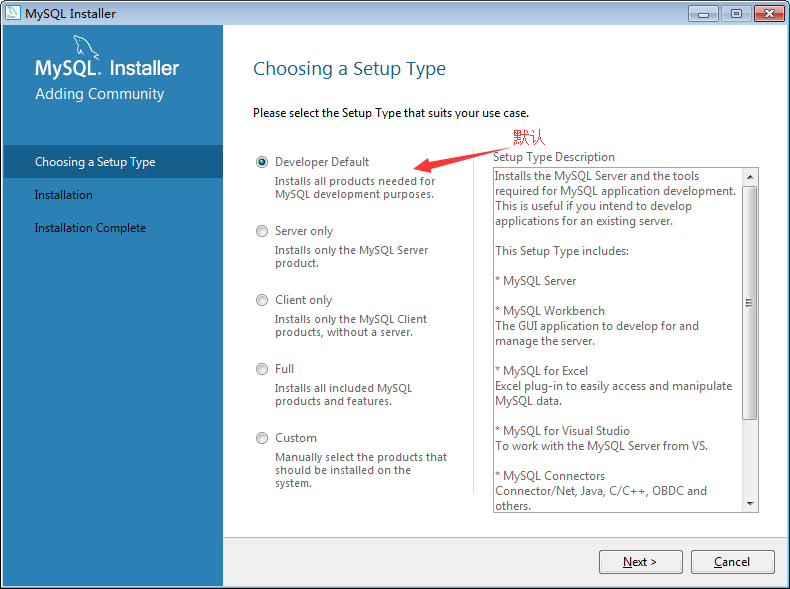 MySQL Installer
MySQL. Installer
Adding Community
Choosing a Setup Type
Installation
Installation Complete
Choosing a Setup Type
Please select the Setup Type that suits your use case.
默认
Developer Default
Installs all products needed for
MySQL development purposes.
Server only
Installs only the MySQL Server
product.
Client only
Installs only the MySQL Client
products, without a server.
Full
Installs all included MySQL
products and features.
Custom
Manually select the products that
should be installed on the
system.
Setup Type Description
Installs the MySQL Server and the tools
required for MySQL application development.
This is useful if you intend to develop
applications for an existing server.
This Setup Type includes:
* MySQL Server
* MySQL Workbench
The GUI application to develop for and
manage the server.
* MySQL for Excel
Excel plug-in to easily access and manipulate
MySQL data.
* MySQL for Visual Studio
To work with the MySQL Server from VS.
* MySQL Connectors
Connector/Net, Java, C/C++, OBDC and
others.
Next >
Cancel